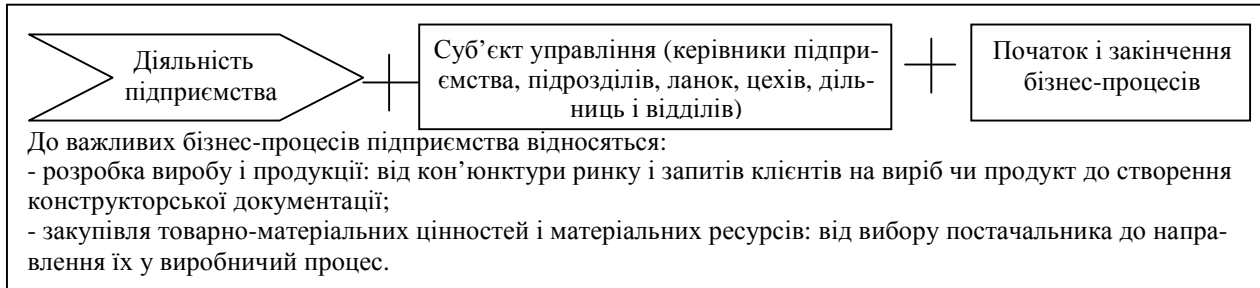 Діяльність
підприємства
Суб’єкт управління (керівники підпри-
ємства, підрозділів, ланок, цехів, діль-
ниць і відділів)
Початок і закінчення
бізнес-процесів
До важливих бізнес-процесів підприємства відносяться:
- розробка виробу і продукції: від кон’юнктури ринку і запитів клієнтів на виріб чи продукт до створення
конструкторської документації;
- закупівля товарно-матеріальних цінностей і матеріальних ресурсів: від вибору постачальника до напра-
влення їх у виробничий процес.